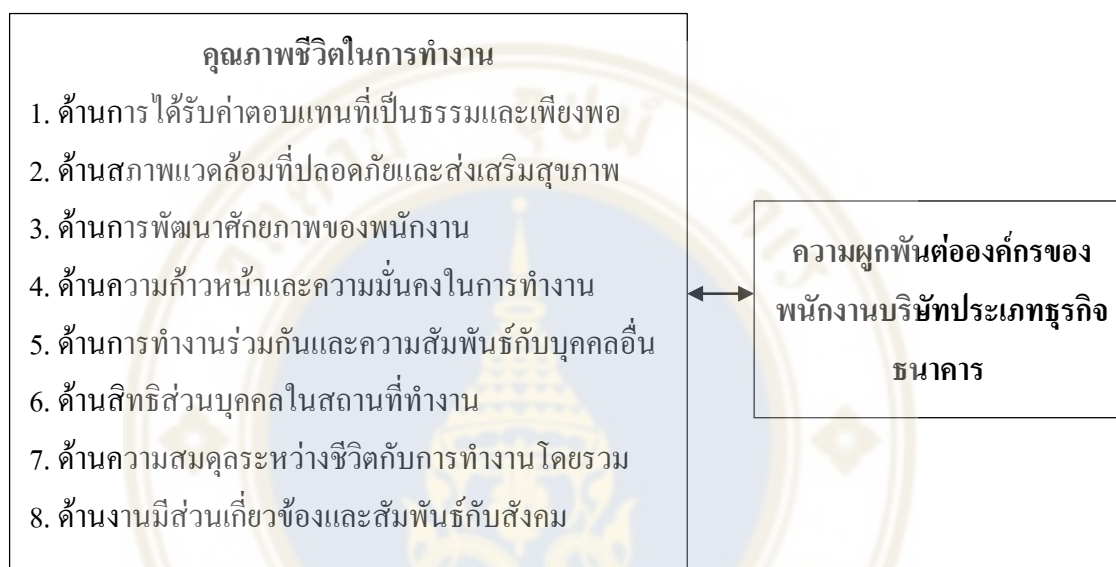 คุณภาพชีวิตในการทำงาน
1. ด้านการได้รับค่าตอบแทนที่เป็นธรรมและเพียงพอ
2. ด้านสภาพแวดล้อมที่ปลอดภัยและส่งเสริมสุขภาพ
3. ด้านการพัฒนาศักยภาพของพนักงาน
4. ด้านความก้าวหน้าและความมั่นคงในการทำงาน
5. ด้านการทำงานร่วมกันและความสัมพันธ์กับบุคคลอื่น
6. ด้านสิทธิส่วนบุคคลในสถานที่ทำงาน
7. ด้านความสมดุลระหว่างชีวิตกับการทำงานโดยรวม
8. ด้านงานมีส่วนเกี่ยวข้องและสัมพันธ์กับสังคม
ความผูกพันต่อองค์กรของ
พนักงานบริษัทประเภทธุรกิจ
ธนาคาร